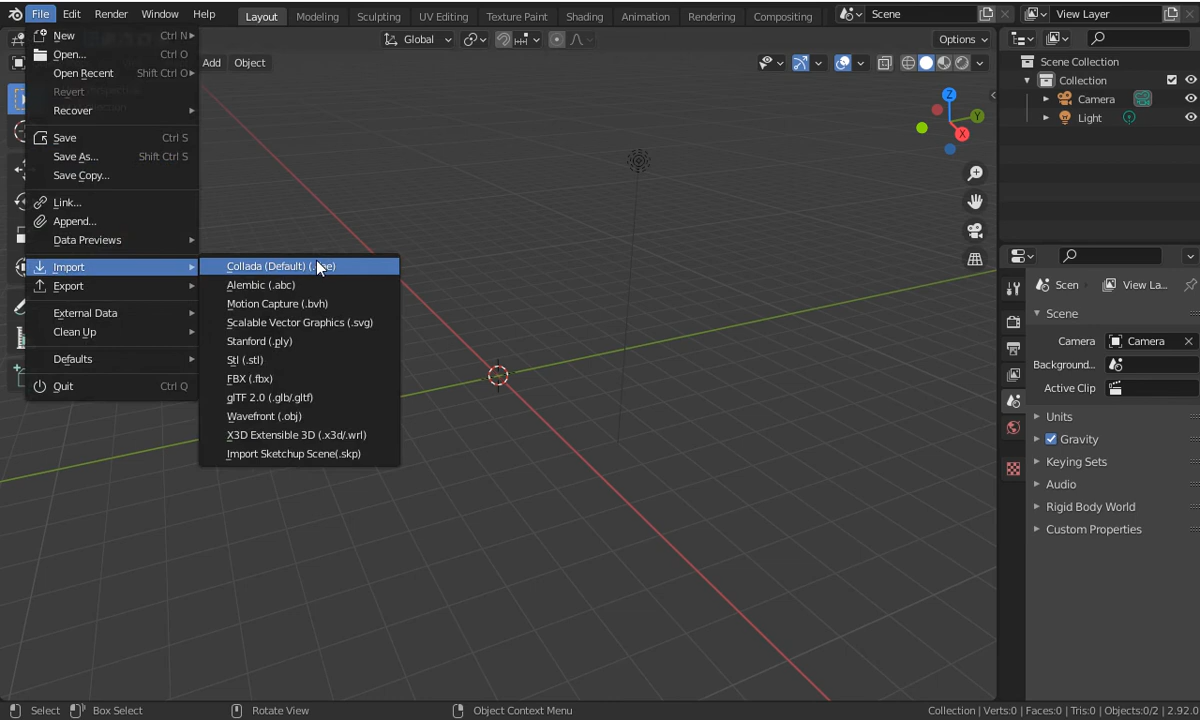 File Edit Render Window Help Layout Modeling Sculpting UV Editing Texture Paint Shading Animation Rendering Compositing Scene View Layer
Global Options
Add Object
New Ctrl N
Open... Ctrl O
Open Recent Shift Ctrl O
Revert
Recover
Save Ctrl S
Save As... Shift Ctrl S
Save Copy...
Link...
Append...
Data Previews
Import
Export
External Data
Clean Up
Defaults
Quit Ctrl Q
Collada (Default)
Alembic (.abc)
Motion Capture (.bvh)
Scalable Vector Graphics (.svg)
Stanford (.ply)
Stl (.stl)
FBX (.fbx)
glTF 2.0 (.glb/.gltf)
Wavefront (.obj)
X3D Extensible 3D (.x3d/.wrl)
Import Sketchup Scene(.skp)
Z
Y
X
Scene Collection
Collection
Camera
Light
Scen View La...
Scene
Camera Camera
Background...
Active Clip
Units
Gravity
Keying Sets
Audio
Rigid Body World
Custom Properties
Select Box Select Rotate View Object Context Menu Collection | Verts:0 | Faces:0 | Tris:0 | Objects:0/2 | 2.92.0